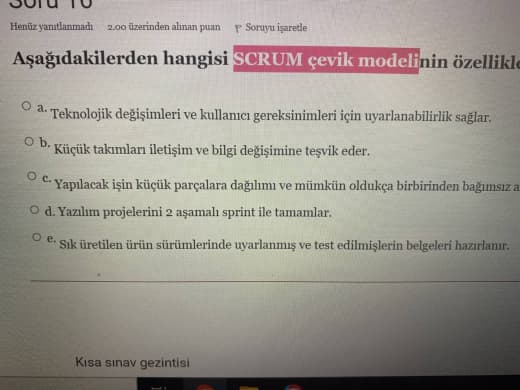 Soru 16
Henüz yanıtlanmadı 2,00 üzerinden alınan puan Soruyu işaretle
Aşağıdakilerden hangisi SCRUM çevik modelinin özellikle
a. Teknolojik değişimleri ve kullanıcı gereksinimleri için uyarlanabilirlik sağlar.
b. Küçük takımları iletişim ve bilgi değişimine teşvik eder.
c. Yapılacak işin küçük parçalara dağılımı ve mümkün oldukça birbirinden bağımsız a
d. Yazılım projelerini 2 aşamalı sprint ile tamamlar.
e. Sık üretilen ürün sürümlerinde uyarlanmış ve test edilmişlerin belgeleri hazırlanır.
Kısa sınav gezintisi